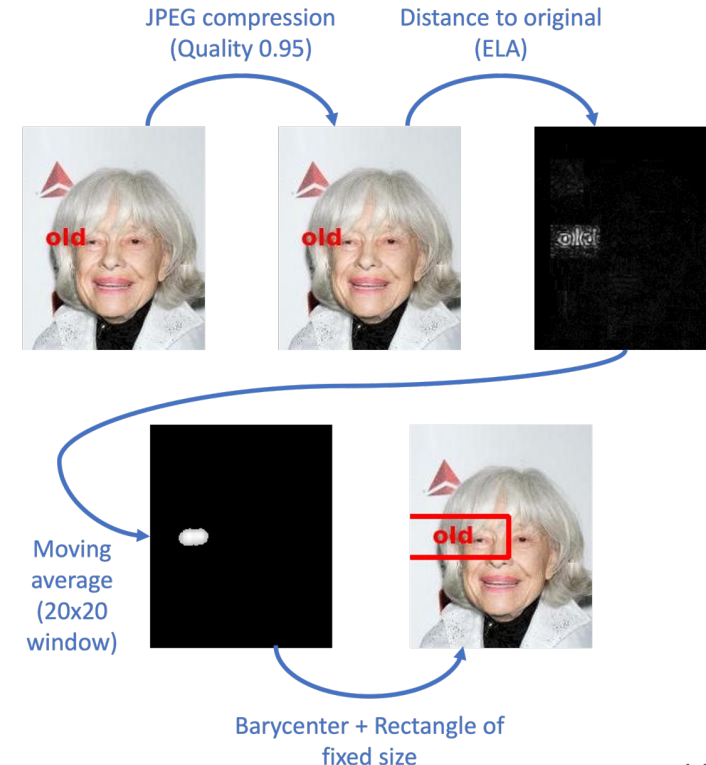 JPEG compression Distance to original
(Quality 0.95) (ELA)
old old old
Moving
average
(20x20
window)
old
Barycenter + Rectangle of
fixed size